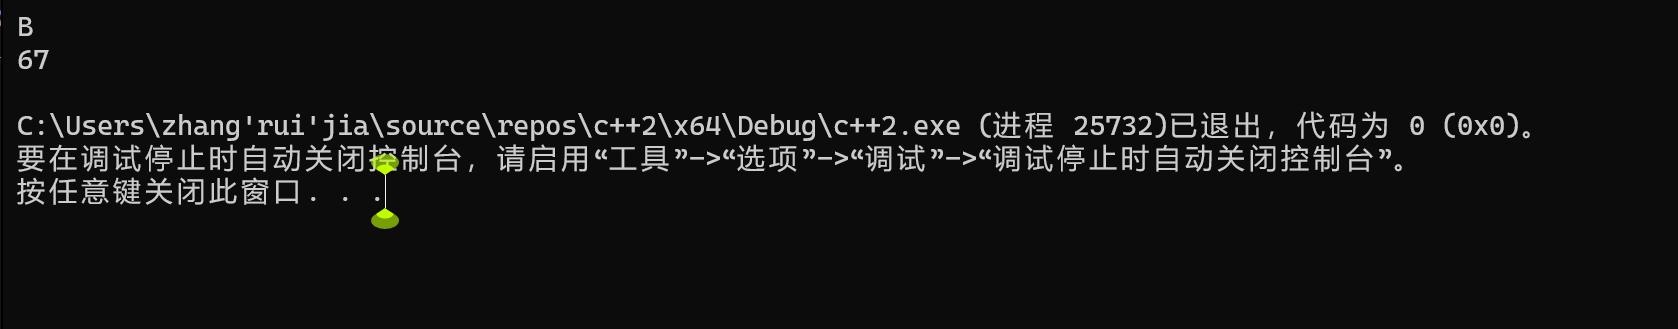 B
67
C:\Users\zhang'rui'jia\source\repos\c++2\x64\Debug\c++2.exe (进程 25732)已退出，代码为 0 (0x0)。
要在调试停止时自动关闭控制台，请启用“工具”->“选项”->“调试”->“调试停止时自动关闭控制台”。
按任意键关闭此窗口. . .